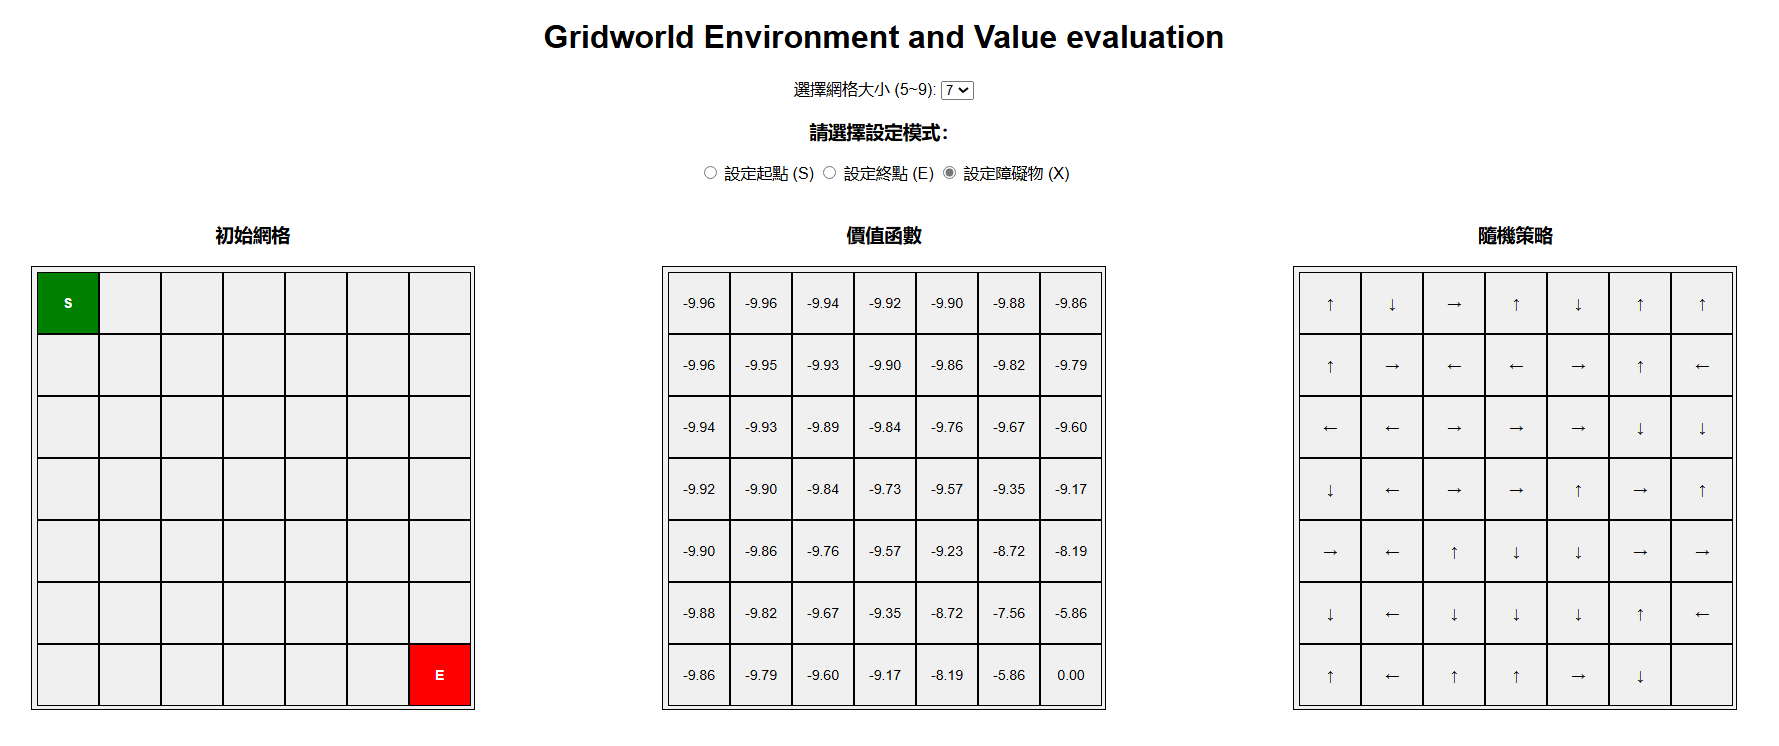 Gridworld Environment and Value evaluation
選擇網格大小 (5~9): 7
請選擇設定模式：
設定起點 (S) 設定終點 (E) 設定障礙物 (X)
初始網格
S
E
價值函數
-9.96 -9.96 -9.94 -9.92 -9.90 -9.88 -9.86
-9.96 -9.95 -9.93 -9.90 -9.86 -9.82 -9.79
-9.94 -9.93 -9.89 -9.84 -9.76 -9.67 -9.60
-9.92 -9.90 -9.84 -9.73 -9.57 -9.35 -9.17
-9.90 -9.86 -9.76 -9.57 -9.23 -8.72 -8.19
-9.88 -9.82 -9.67 -9.35 -8.72 -7.56 -5.86
-9.86 -9.79 -9.60 -9.17 -8.19 -5.86 0.00
隨機策略
↑ ↓ → ↑ ↓ ↑ ↑
↑ → ← ← → ↑ ←
← ← → → → ↓ ↓
↓ ← → → ↑ → ↑
→ ← ↑ ↓ ↓ → →
↓ ← ↓ ↓ ↓ ↑ ←
↑ ← ↑ ↑ → ↓